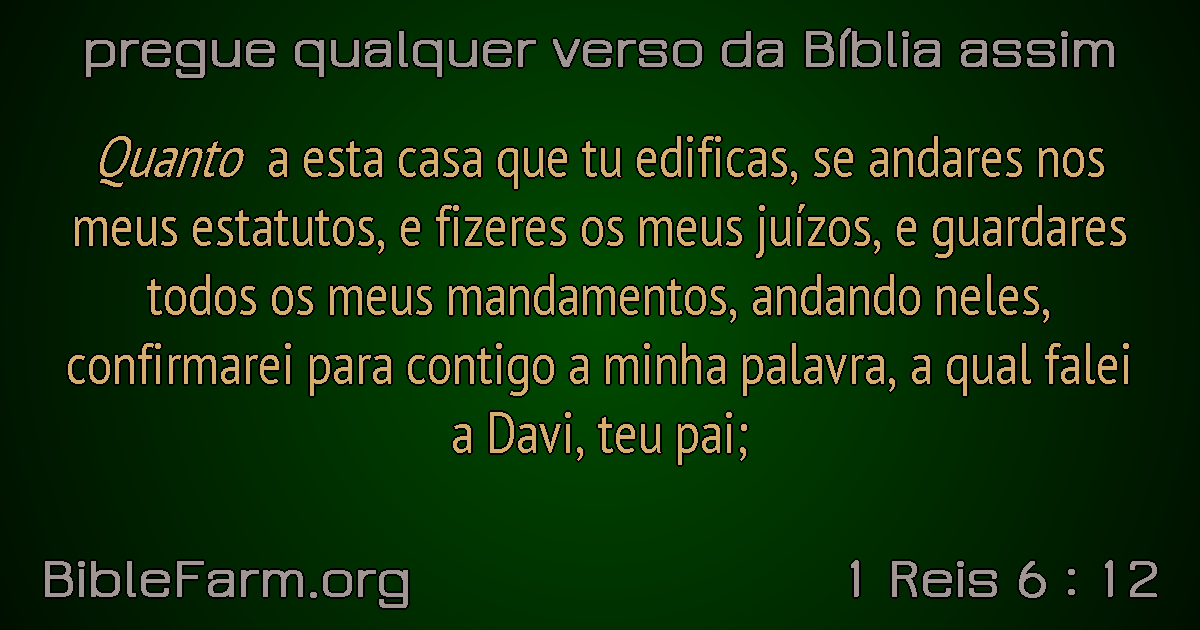 pregue qualquer verso da Bíblia assim
Quanto a esta casa que tu edificas, se andares nos
meus estatutos, e fizeres os meus juízos, e guardares
todos os meus mandamentos, andando neles,
confirmarei para contigo a minha palavra, a qual falei
a Davi, teu pai;
BibleFarm.org
1 Reis 6 : 12